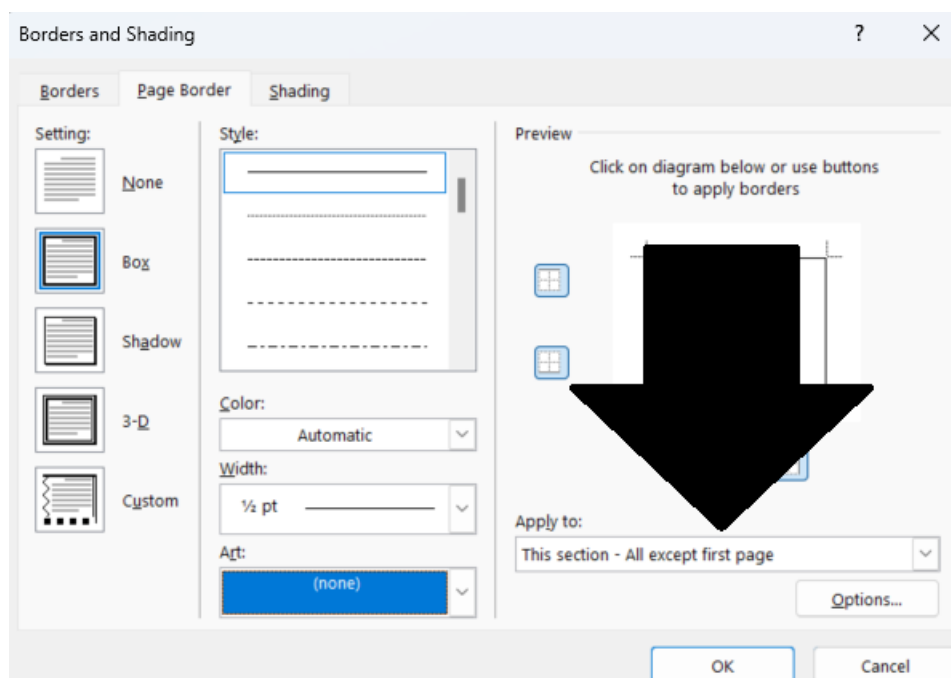 Borders and Shading
?
Borders
Page Border
Shading
Setting:
None
Box
Shadow
3-D
Custom
Style:
Color:
Automatic
Width:
½ pt
Art:
(none)
Preview
Click on diagram below or use buttons
to apply borders
Apply to:
This section - All except first page
Options...
OK
Cancel